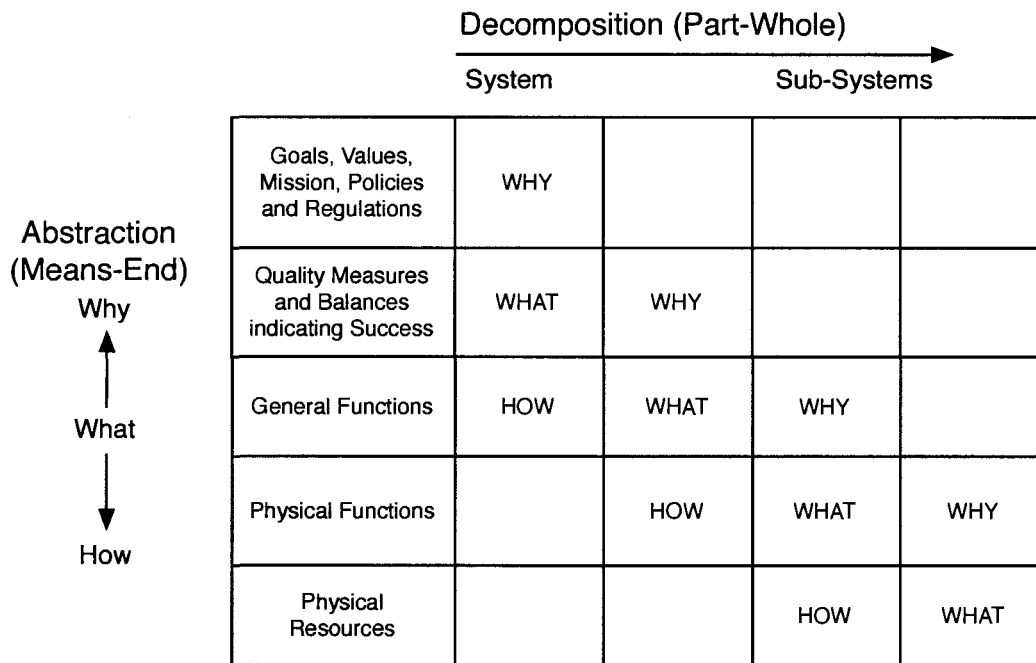 Decomposition (Part-Whole)
System
Sub-Systems
Abstraction
(Means-End)
Why
What
How
Goals, Values,
Mission, Policies
and Regulations
WHY
Quality Measures
and Balances
indicating Success
WHAT
WHY
General Functions
HOW
WHAT
WHY
Physical Functions
HOW
WHAT
WHY
Physical
Resources
HOW
WHAT